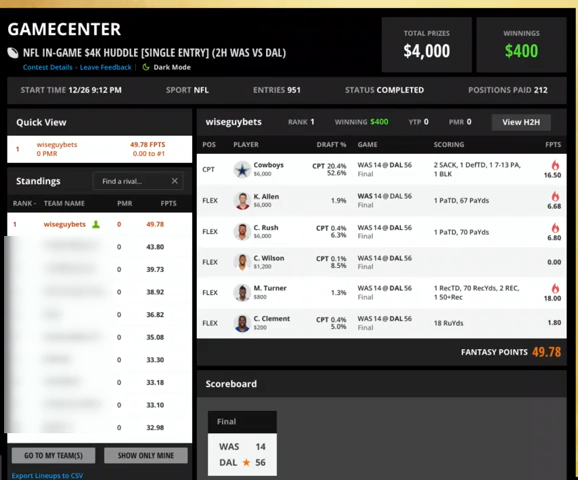 GAMECENTER
NFL IN-GAME $4K HUDDLE [SINGLE ENTRY] (2H WAS VS DAL)
Contest Details - Leave Feedback | Dark Mode
TOTAL PRIZES
$4,000
WINNINGS
$400
START TIME 12/26 9:12 PM SPORT NFL ENTRIES 951 STATUS COMPLETED POSITIONS PAID 212
Quick View
1 wiseguybets 49.78 FPTS
0 PMR 0.00 to #1
Standings Find a rival...
RANK TEAM NAME PMR FPTS
1 wiseguybets 0 49.78
0 43.80
0 39.73
0 38.92
0 36.82
0 35.08
0 33.30
0 33.18
0 33.10
0 32.98
GO TO MY TEAM(S) SHOW ONLY MINE
Export Lineups to CSV
wiseguybets RANK 1 WINNING $400 YTP 0 PMR 0 View H2H
POS PLAYER DRAFT % GAME SCORING FPTS
CPT Cowboys $6,000 CPT 20.4% 52.6% WAS 14 @ DAL 56 Final 2 SACK, 1 DefTD, 1 7-13 PA, 1 BLK 16.50
FLEX K. Allen $6,000 1.9% WAS 14 @ DAL 56 Final 1 PaTD, 67 PaYds 6.68
FLEX C. Rush $6,000 CPT 0.4% 6.3% WAS 14 @ DAL 56 Final 1 PaTD, 70 PaYds 6.80
FLEX C. Wilson $1,200 CPT 0.1% 8.5% WAS 14 @ DAL 56 Final 0.00
FLEX M. Turner $800 1.3% WAS 14 @ DAL 56 Final 1 RecTD, 70 RecYds, 2 REC, 1 50+Rec 18.00
FLEX C. Clement $200 CPT 0.4% 5.0% WAS 14 @ DAL 56 Final 18 RuYds 1.80
FANTASY POINTS 49.78
Scoreboard
Final
WAS 14
DAL 56